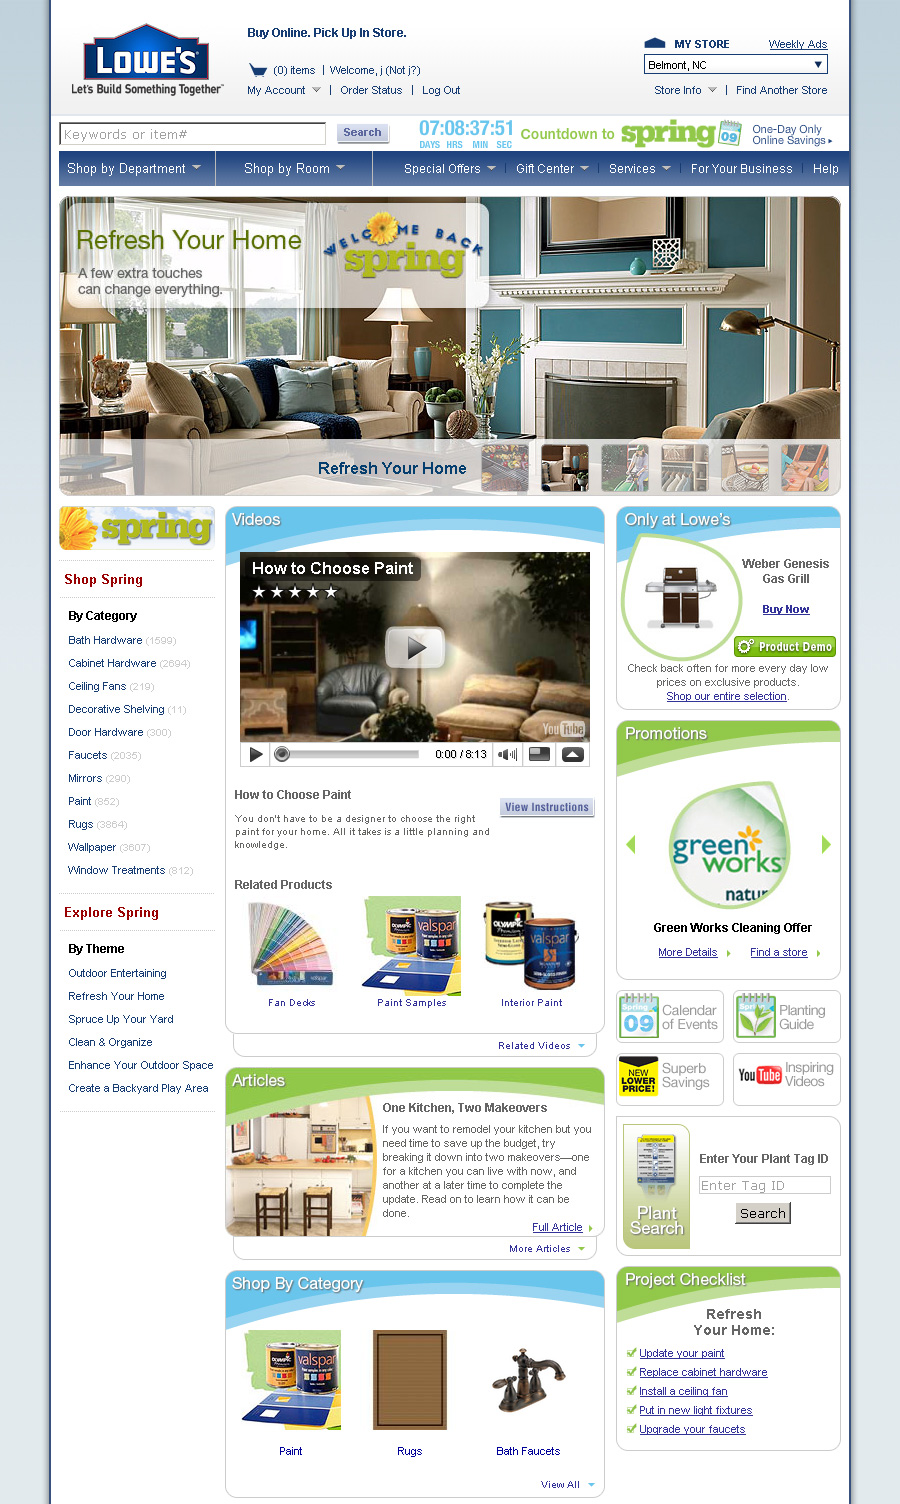 LOWE'S
Let's Build Something Together
Buy Online. Pick Up In Store.
(0) items | Welcome, j (Not j?)
My Account | Order Status | Log Out
MY STORE
Weekly Ads
Belmont, NC
Store Info | Find Another Store
Keywords or item#
Search
07:08:37:51
DAYS HRS MIN SEC
Countdown to spring
09
One-Day Only
Online Savings
Shop by Department
Shop by Room
Special Offers
Gift Center
Services
For Your Business
Help
Refresh Your Home
A few extra touches
can change everything.
WELCOME BACK
spring
Refresh Your Home
spring
Shop Spring
By Category
Bath Hardware (1599)
Cabinet Hardware (2694)
Ceiling Fans (219)
Decorative Shelving (11)
Door Hardware (300)
Faucets (2035)
Mirrors (290)
Paint (852)
Rugs (3864)
Wallpaper (3607)
Window Treatments (812)
Explore Spring
By Theme
Outdoor Entertaining
Refresh Your Home
Spruce Up Your Yard
Clean & Organize
Enhance Your Outdoor Space
Create a Backyard Play Area
Videos
How to Choose Paint
YouTube
0:00 / 8:13
How to Choose Paint
View Instructions
You don't have to be a designer to choose the right
paint for your home. All it takes is a little planning and
knowledge.
Related Products
OLYMPIC
valspar
OLYMPIC
valspar
Fan Decks
Paint Samples
Interior Paint
Related Videos
Articles
One Kitchen, Two Makeovers
If you want to remodel your kitchen but you
need time to save up the budget, try
breaking it down into two makeovers—one
for a kitchen you can live with now, and
another at a later time to complete the
update. Read on to learn how it can be
done.
Full Article
More Articles
Shop By Category
OLYMPIC
valspar
Paint
Rugs
Bath Faucets
View All
Only at Lowe's
Weber Genesis
Gas Grill
Buy Now
Product Demo
Check back often for more every day low
prices on exclusive products.
Shop our entire selection.
Promotions
green
works
natur
Green Works Cleaning Offer
More Details
Find a store
Spring
09
Calendar
of Events
Spring
Planting
Guide
NEW
LOWER
PRICE!
Superb
Savings
YouTube
Inspiring
Videos
Plant
Search
Enter Your Plant Tag ID
Enter Tag ID
Search
Project Checklist
Refresh
Your Home:
Update your paint
Replace cabinet hardware
Install a ceiling fan
Put in new light fixtures
Upgrade your faucets